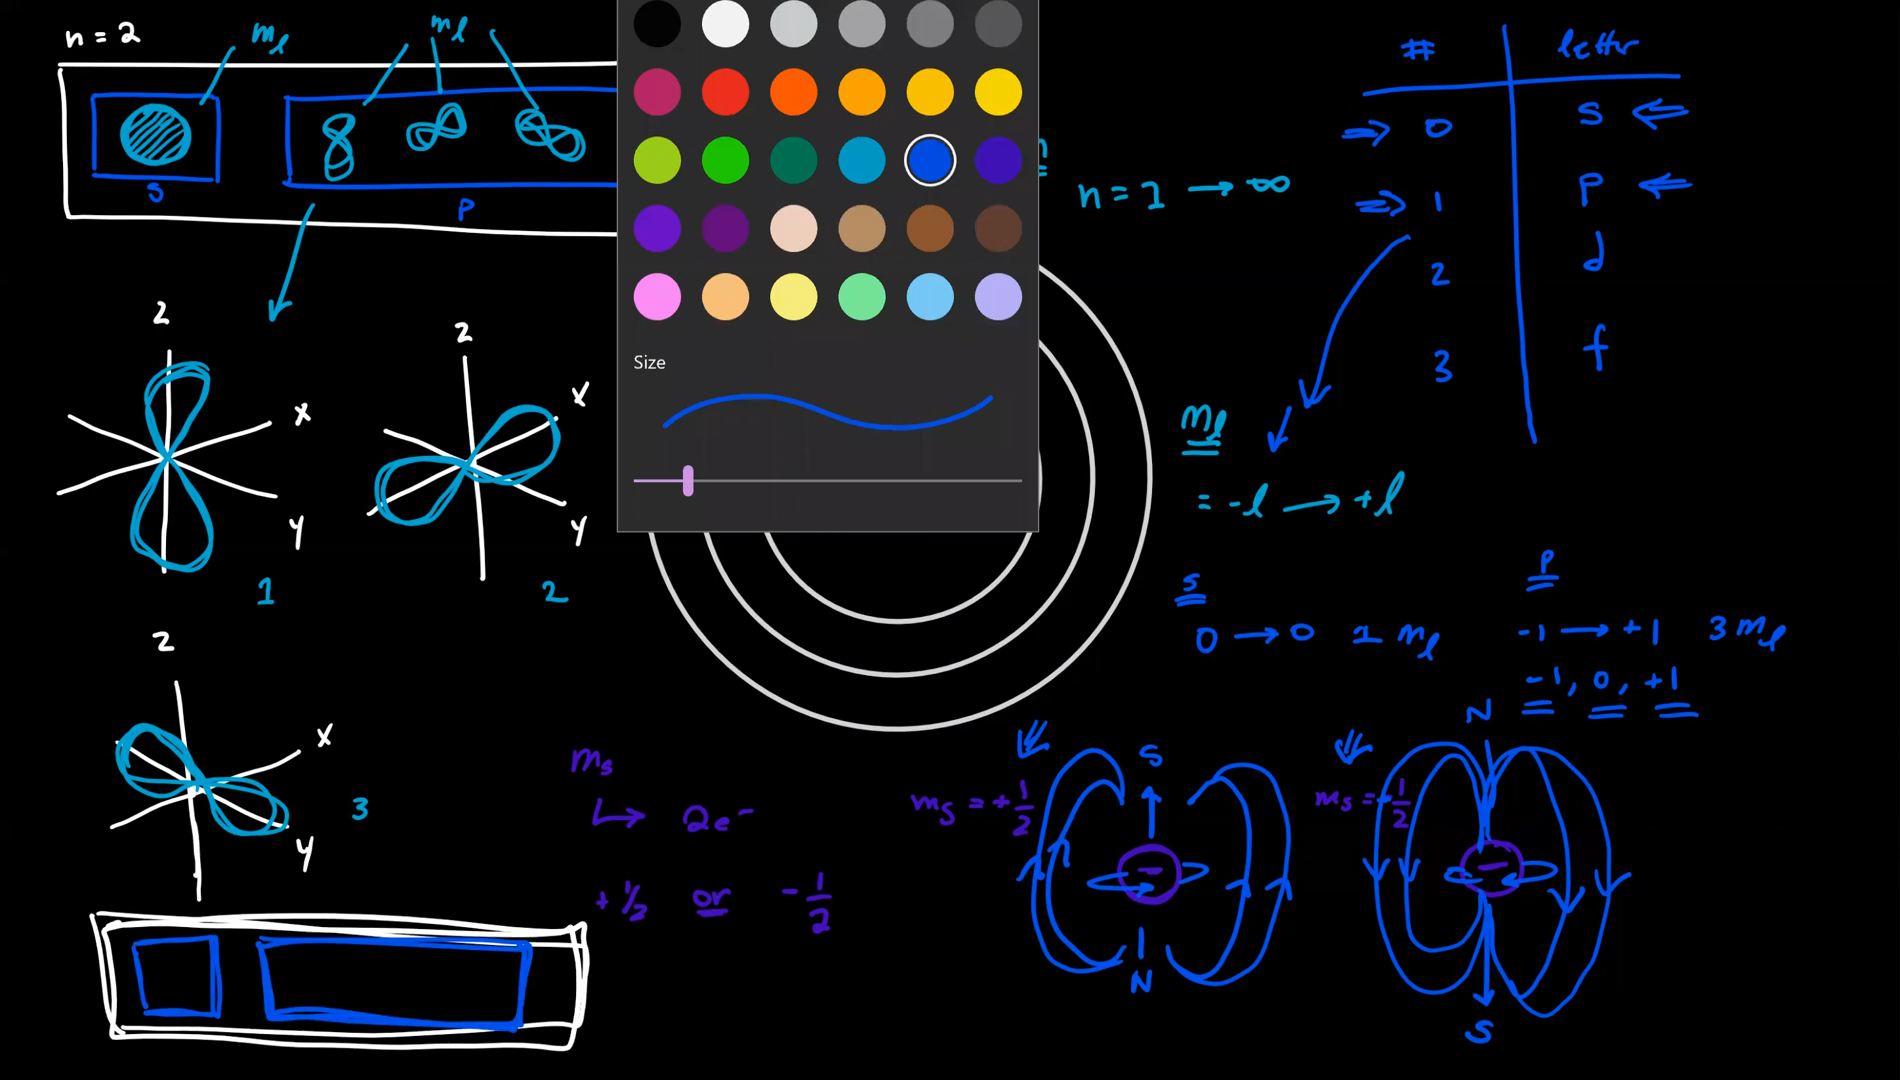 n = 2
mℓ
mℓ
s
p
n = 1 → ∞
# letter
⇒ 0 s ⇐
⇒ 1 p ⇐
2 d
3 f
z
x
y
1
z
x
y
2
Size
mℓ
= -ℓ → +ℓ
s
0 → 0 1 mℓ
p
-1 → +1 3 mℓ
-1, 0, +1
z
x
y
3
ms
↳ 2e⁻
+ 1/2 or - 1/2
ms = + 1/2
S
N
ms = - 1/2
N
S